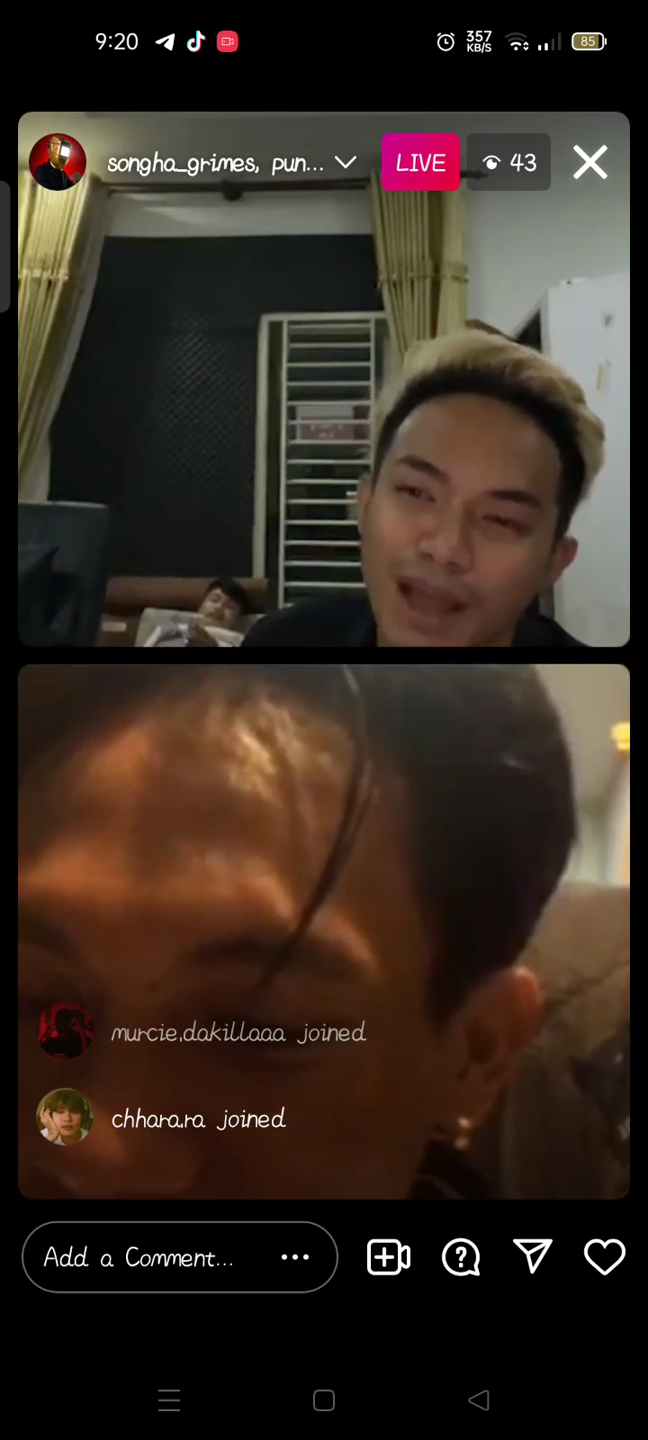 9:20
357
KB/S
85
songha_grimes, pun...
LIVE
43
murcie.dakillaaa joined
chhara.ra joined
Add a Comment...